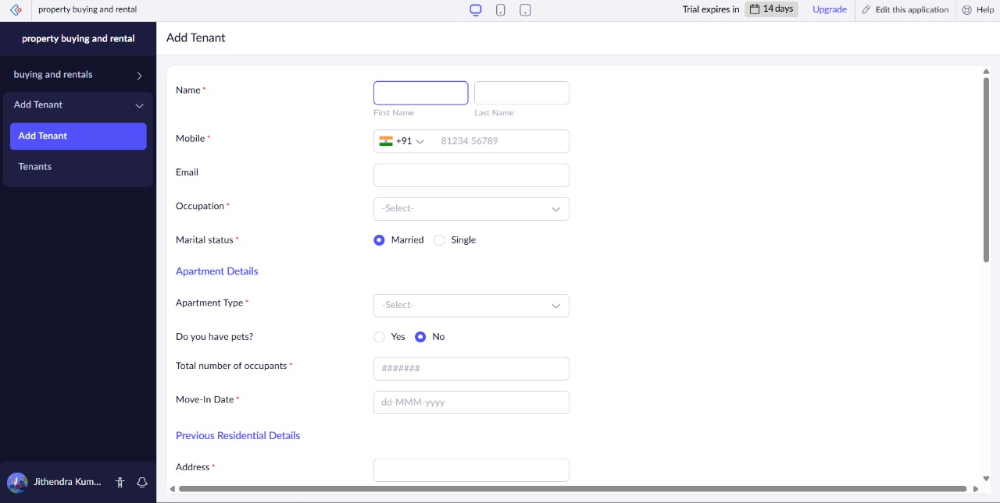 property buying and rental
Trial expires in 14 days Upgrade Edit this application Help
property buying and rental
buying and rentals
Add Tenant
Add Tenant
Tenants
Jithendra Kum...
Add Tenant
Name *
First Name Last Name
Mobile * +91 81234 56789
Email
Occupation * -Select-
Marital status * Married Single
Apartment Details
Apartment Type * -Select-
Do you have pets? Yes No
Total number of occupants * #######
Move-In Date * dd-MMM-yyyy
Previous Residential Details
Address *